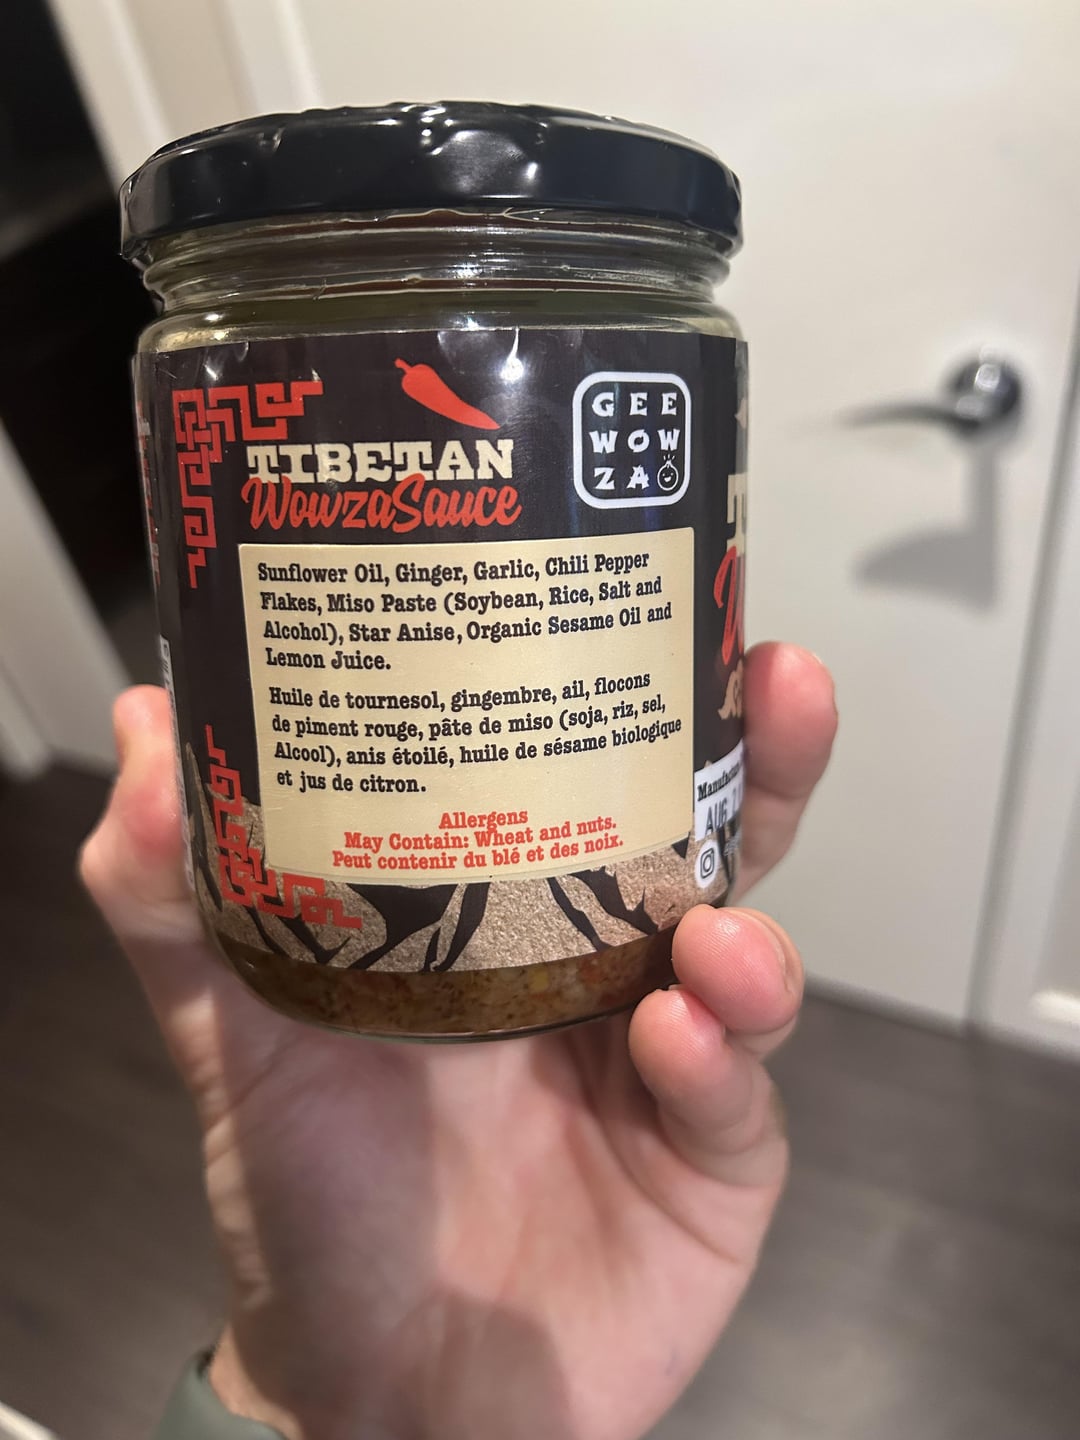 TIBETAN
WowzaSauce
GEE
WOW
ZA
Sunflower Oil, Ginger, Garlic, Chili Pepper
Flakes, Miso Paste (Soybean, Rice, Salt and
Alcohol), Star Anise, Organic Sesame Oil and
Lemon Juice.
Huile de tournesol, gingembre, ail, flocons
de piment rouge, pâte de miso (soja, riz, sel,
Alcool), anis étoilé, huile de sésame biologique
et jus de citron.
Allergens
May Contain: Wheat and nuts.
Peut contenir du blé et des noix.
AUG